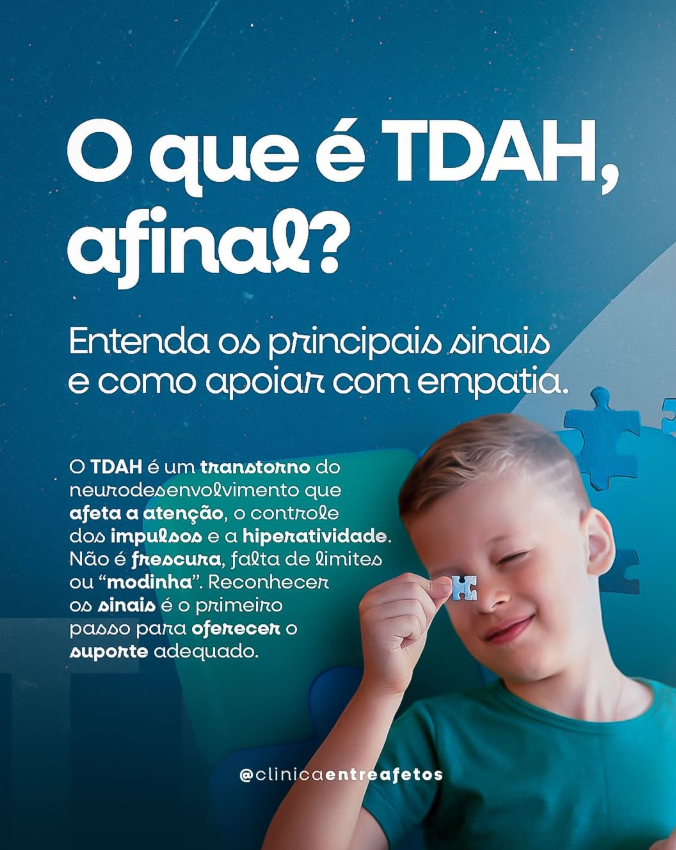 O que é TDAH,
afinal?
Entenda os principais sinais
e como apoiar com empatia.
O TDAH é um transtorno do
neurodesenvolvimento que
afeta a atenção, o controle
dos impulsos e a hiperatividade.
Não é frescura, falta de limites
ou “modinha”. Reconhecer
os sinais é o primeiro
passo para oferecer o
suporte adequado.
@clinicaentreafetos